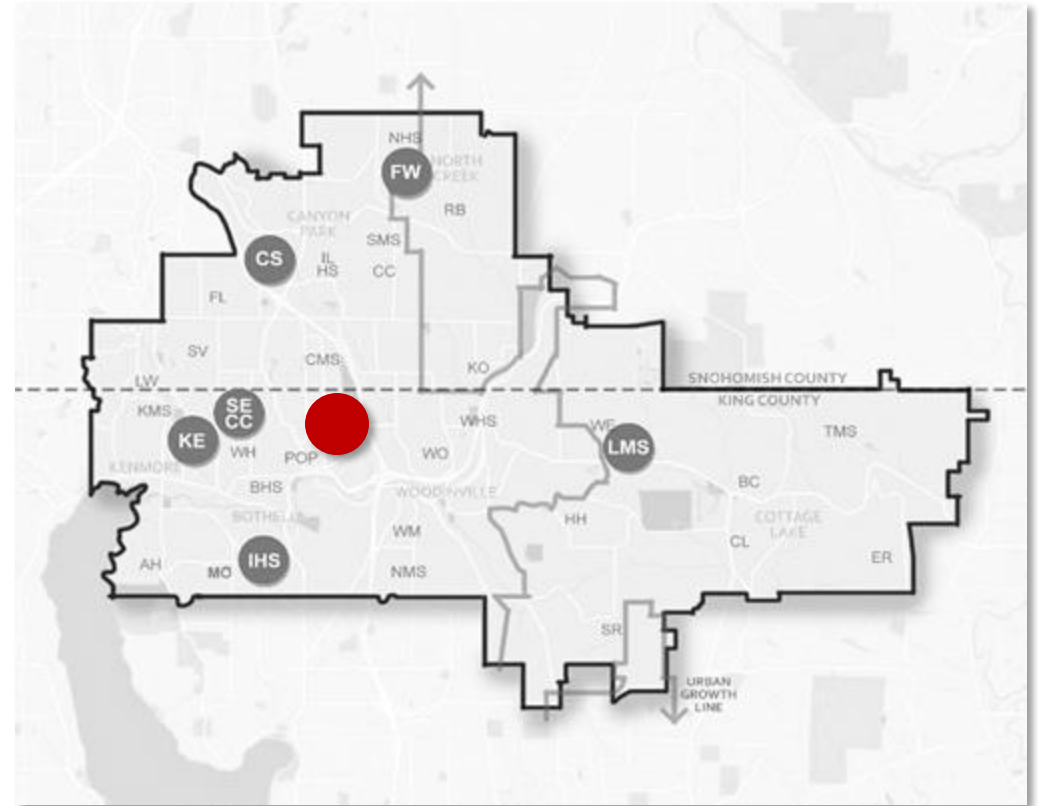 NHS
FW
NORTH
CREEK
RB
CANYON
PARK
SMS
CS
IL
HS
CC
FL
SV
CMS
KO
LW
SNOHOMISH COUNTY
KING COUNTY
KMS
SE
CC
WHS
WE
TMS
KE
LMS
WH
POP
WO
KENMORE
BHS
BC
WOODINVILLE
BOTHELL
HH
COTTAGE
LAKE
WM
CL
AH
MO
IHS
NMS
ER
SR
URBAN
GROWTH
LINE